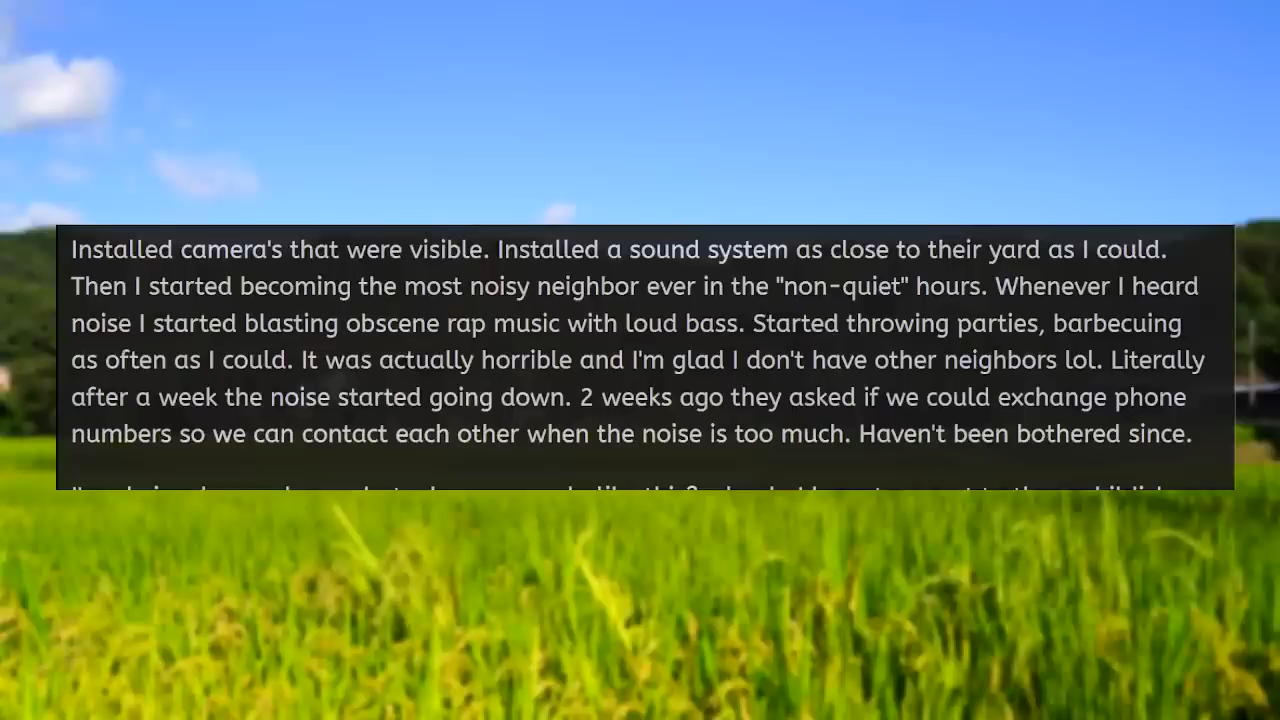 Installed camera's that were visible. Installed a sound system as close to their yard as I could.
Then I started becoming the most noisy neighbor ever in the "non-quiet" hours. Whenever I heard
noise I started blasting obscene rap music with loud bass. Started throwing parties, barbecuing
as often as I could. It was actually horrible and I'm glad I don't have other neighbors lol. Literally
after a week the noise started going down. 2 weeks ago they asked if we could exchange phone
numbers so we can contact each other when the noise is too much. Haven't been bothered since.